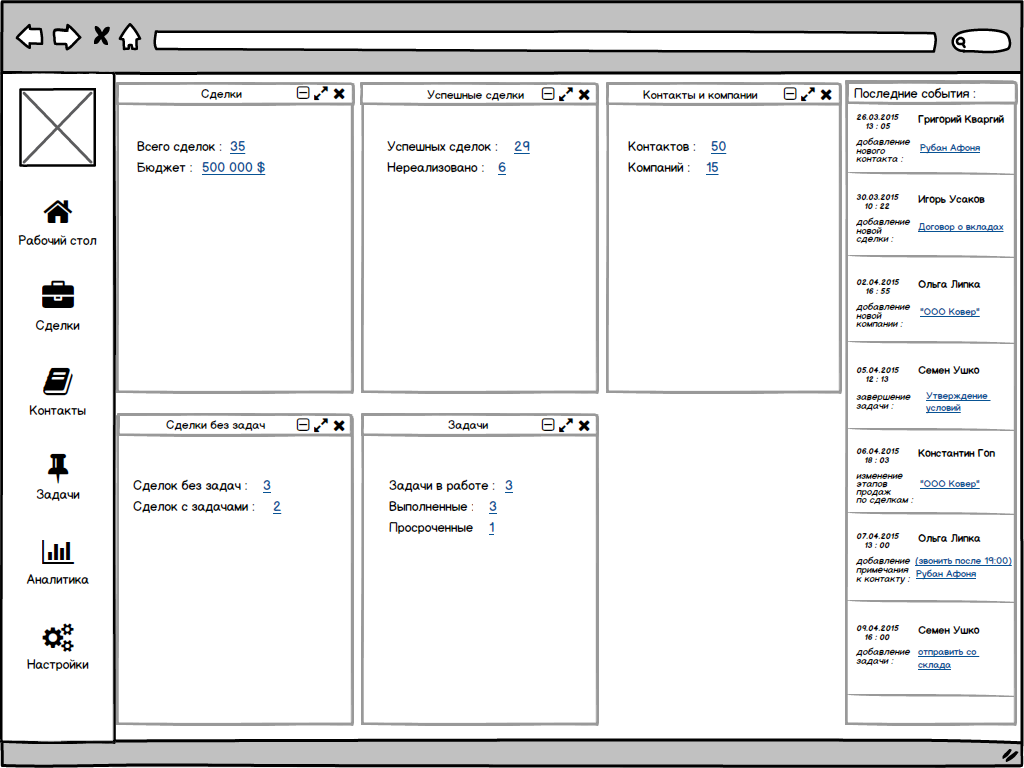 Рабочий стол
Сделки
Контакты
Задачи
Аналитика
Настройки
Сделки
Всего сделок : 35
Бюджет : 500 000 $
Успешные сделки
Успешных сделок : 29
Нереализовано : 6
Контакты и компании
Контактов : 50
Компаний : 15
Сделки без задач
Сделок без задач : 3
Сделок с задачами : 2
Задачи
Задачи в работе : 3
Выполненные : 3
Просроченные 1
Последние события :
26.03.2015
13 : 05
Григорий Кваргий
добавление
нового
контакта :
Рубан Афоня
30.03.2015
10 : 22
Игорь Усаков
добавление
новой
сделки :
Договор о вкладах
02.04.2015
16 : 55
Ольга Липка
добавление
новой
компании :
"ООО Ковер"
05.04.2015
12 : 13
Семен Ушко
завершение
задачи :
Утверждение
условий
06.04.2015
18 : 03
Константин Гоп
изменение
этапов
продаж
по сделкам :
"ООО Ковер"
07.04.2015
13 : 00
Ольга Липка
добавление
примечания
к контакту :
(звонить после 19:00)
Рубан Афоня
09.04.2015
16 : 00
Семен Ушко
добавление
задачи :
отправить со
склада